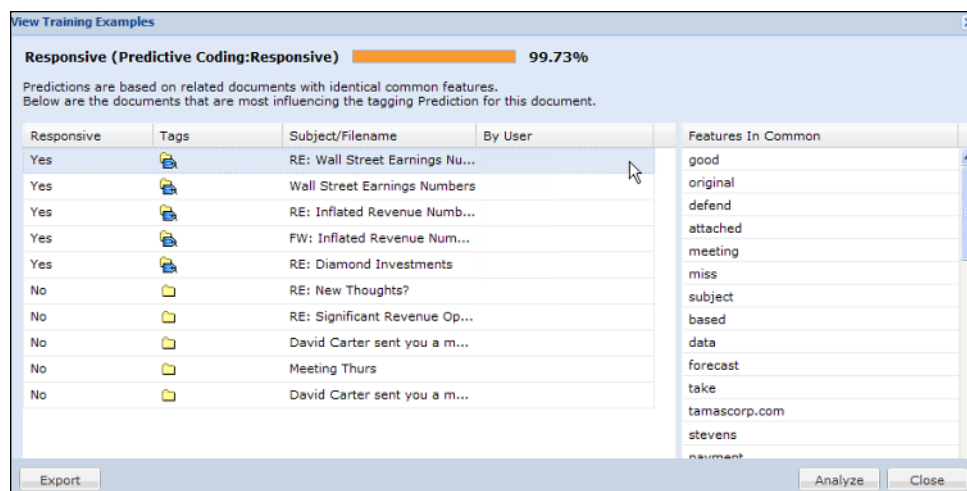 View Training Examples
Responsive (Predictive Coding:Responsive) 99.73%
Predictions are based on related documents with identical common features.
Below are the documents that are most influencing the tagging Prediction for this document.
Responsive Tags Subject/Filename By User
Yes RE: Wall Street Earnings Nu...
Yes Wall Street Earnings Numbers
Yes RE: Inflated Revenue Numb...
Yes FW: Inflated Revenue Num...
Yes RE: Diamond Investments
No RE: New Thoughts?
No RE: Significant Revenue Op...
No David Carter sent you a m...
No Meeting Thurs
No David Carter sent you a m...
Features In Common
good
original
defend
attached
meeting
miss
subject
based
data
forecast
take
tamascorp.com
stevens
payment
Export Analyze Close